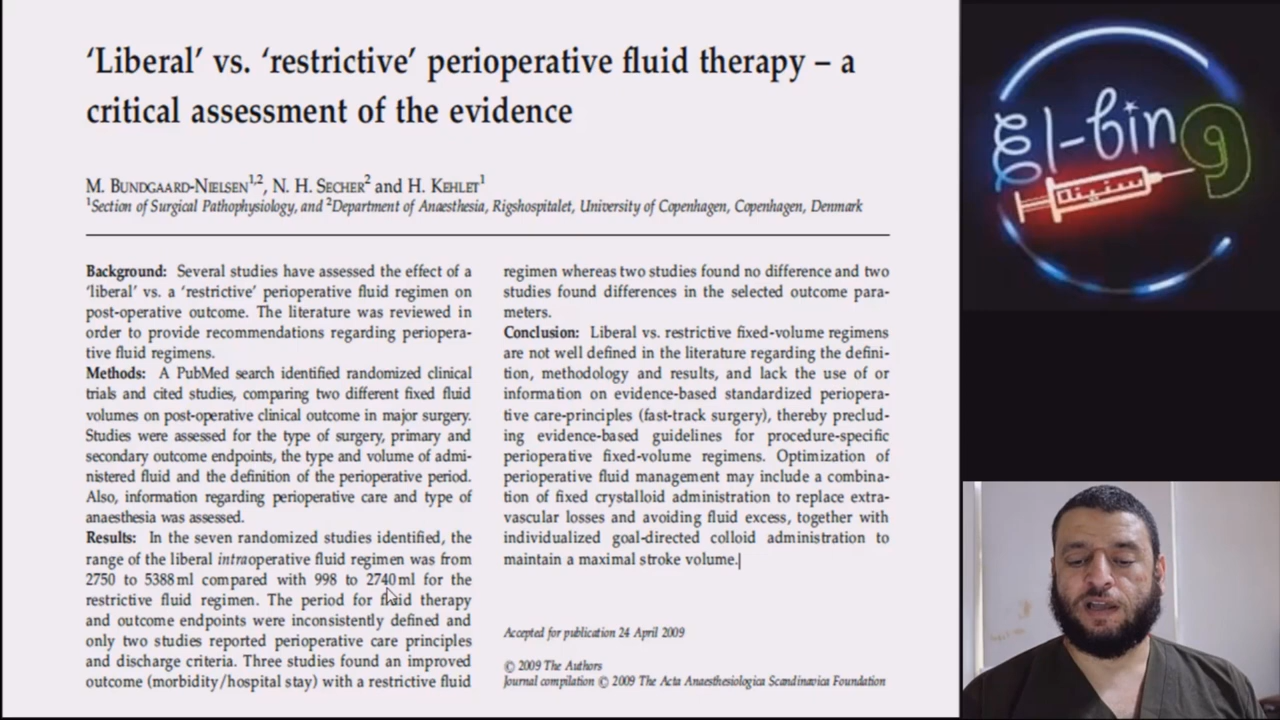 ‘Liberal’ vs. ‘restrictive’ perioperative fluid therapy – a
critical assessment of the evidence
M. BUNDGAARD-NIELSEN1,2, N. H. SECHER2 and H. KEHLET1
1Section of Surgical Pathophysiology, and 2Department of Anaesthesia, Rigshospitalet, University of Copenhagen, Copenhagen, Denmark
Background: Several studies have assessed the effect of a
‘liberal’ vs. a ‘restrictive’ perioperative fluid regimen on
post-operative outcome. The literature was reviewed in
order to provide recommendations regarding periopera-
tive fluid regimens.
Methods: A PubMed search identified randomized clinical
trials and cited studies, comparing two different fixed fluid
volumes on post-operative clinical outcome in major surgery.
Studies were assessed for the type of surgery, primary and
secondary outcome endpoints, the type and volume of admi-
nistered fluid and the definition of the perioperative period.
Also, information regarding perioperative care and type of
anaesthesia was assessed.
Results: In the seven randomized studies identified, the
range of the liberal intraoperative fluid regimen was from
2750 to 5388 ml compared with 998 to 2740 ml for the
restrictive fluid regimen. The period for fluid therapy
and outcome endpoints were inconsistently defined and
only two studies reported perioperative care principles
and discharge criteria. Three studies found an improved
outcome (morbidity/hospital stay) with a restrictive fluid
regimen whereas two studies found no difference and two
studies found differences in the selected outcome para-
meters.
Conclusion: Liberal vs. restrictive fixed-volume regimens
are not well defined in the literature regarding the defini-
tion, methodology and results, and lack the use of or
information on evidence-based standardized periopera-
tive care-principles (fast-track surgery), thereby preclud-
ing evidence-based guidelines for procedure-specific
perioperative fixed-volume regimens. Optimization of
perioperative fluid management may include a combina-
tion of fixed crystalloid administration to replace extra-
vascular losses and avoiding fluid excess, together with
individualized goal-directed colloid administration to
maintain a maximal stroke volume.
Accepted for publication 24 April 2009
© 2009 The Authors
Journal compilation © 2009 The Acta Anaesthesiologica Scandinavica Foundation
El-bing